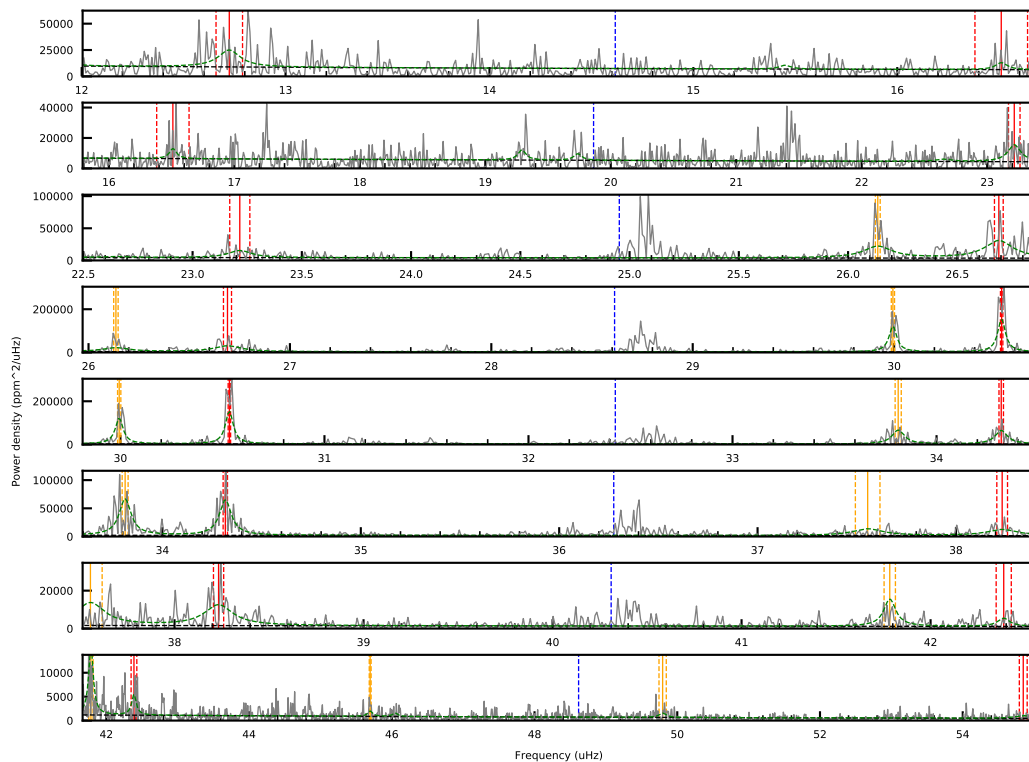 50000
25000
0
12 13 14 15 16
40000
20000
0
16 17 18 19 20 21 22 23
100000
50000
0
22.5 23.0 23.5 24.0 24.5 25.0 25.5 26.0 26.5
200000
0
26 27 28 29 30
200000
0
30 31 32 33 34
100000
50000
0
34 35 36 37 38
20000
0
38 39 40 41 42
10000
5000
0
42 44 46 48 50 52 54
Power density (ppm^2/uHz)
Frequency (uHz)